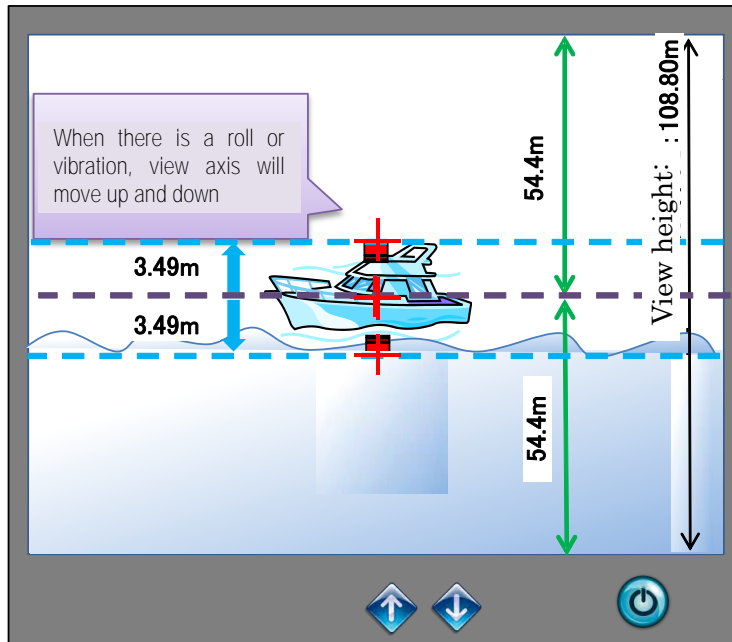 When there is a roll or
vibration, view axis will
move up and down
3.49m
3.49m
54.4m
54.4m
View height: : 108.80m